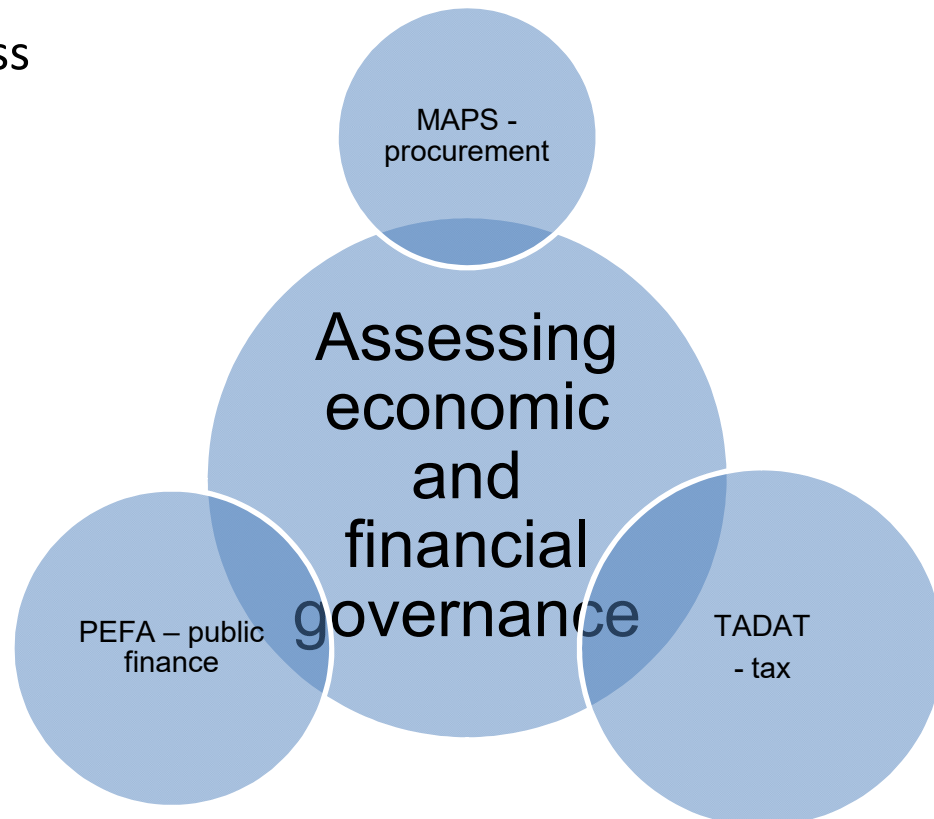 ss
MAPS -
procurement
Assessing
economic
and
financial
governance
PEFA – public
finance
TADAT
- tax